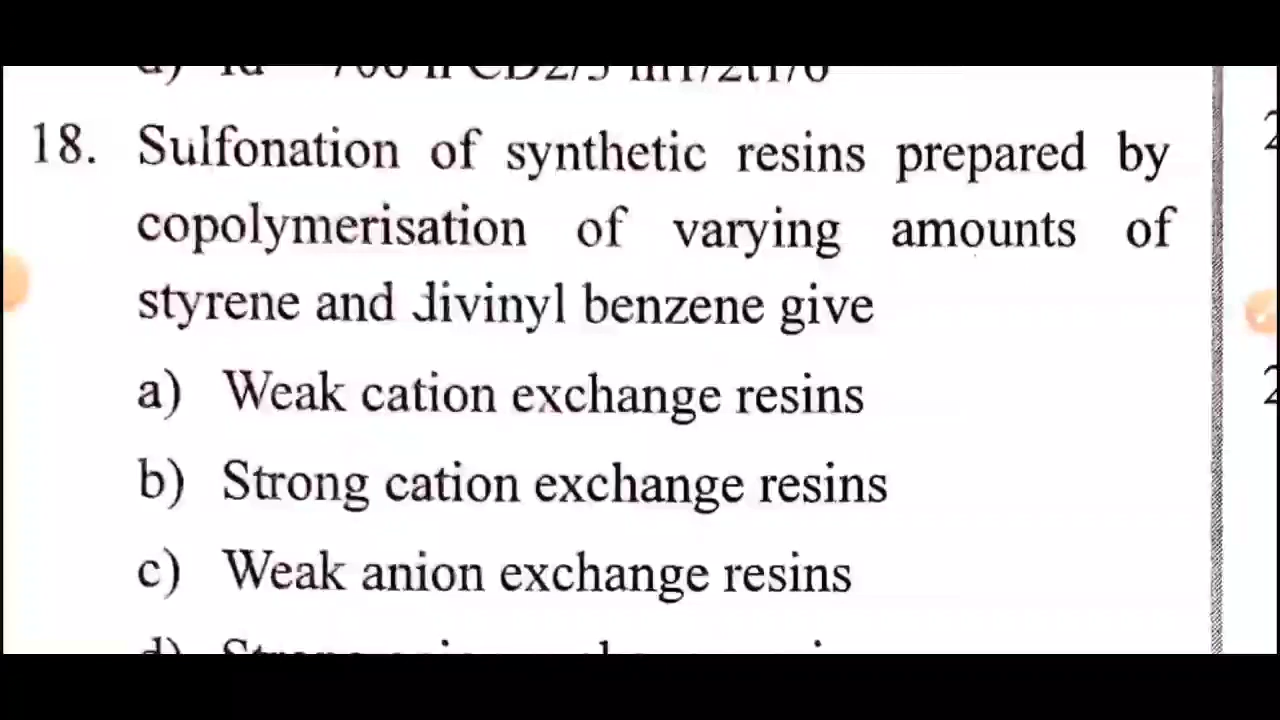 18. Sulfonation of synthetic resins prepared by
copolymerisation of varying amounts of
styrene and divinyl benzene give
a) Weak cation exchange resins
b) Strong cation exchange resins
c) Weak anion exchange resins